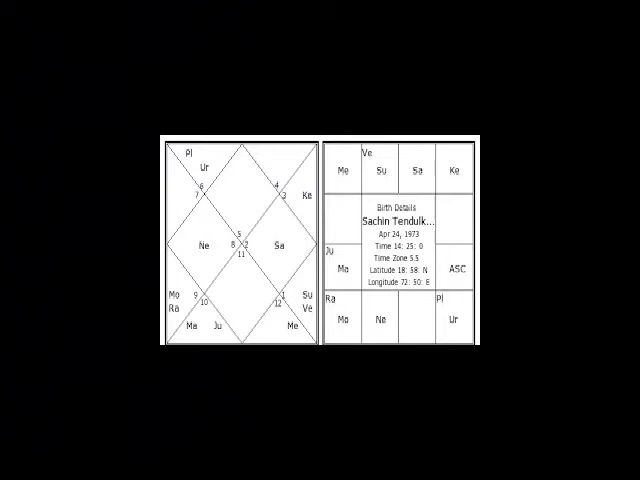 Pl
Ur
6
7
4
3
Ke
5
Ne
8
2
Sa
11
Mo
9
Ra
10
Ma
Ju
1
12
Su
Ve
Me
Ve
Me
Su
Sa
Ke
Birth Details
Sachin Tendulk...
Apr 24, 1973
Time 14: 25: 0
Time Zone 5.5
Latitude 18: 58: N
Longitude 72: 50: E
Ju
Ma
ASC
Ra
Pl
Mo
Ne
Ur